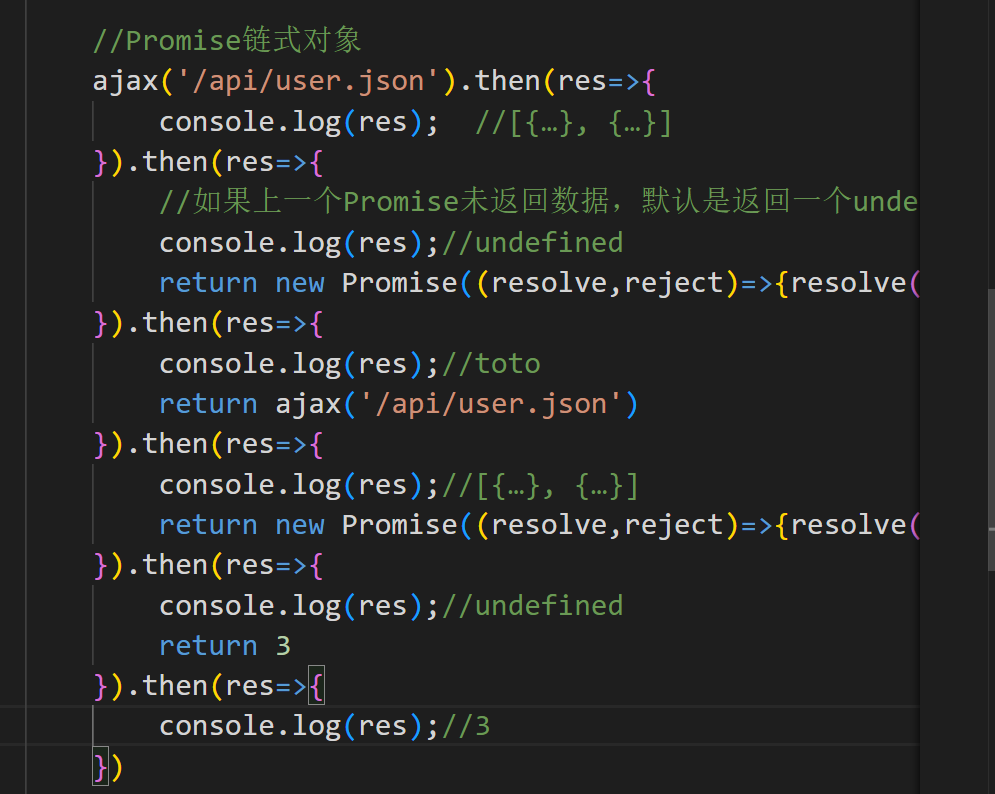 //Promise链式对象
ajax('/api/user.json').then(res=>{
console.log(res);  //[{…}, {…}]
}).then(res=>{
//如果上一个Promise未返回数据，默认是返回一个unde
console.log(res);//undefined
return new Promise((resolve,reject)=>{resolve(
}).then(res=>{
console.log(res);//toto
return ajax('/api/user.json')
}).then(res=>{
console.log(res);//[{…}, {…}]
return new Promise((resolve,reject)=>{resolve(
}).then(res=>{
console.log(res);//undefined
return 3
}).then(res=>{
console.log(res);//3
})